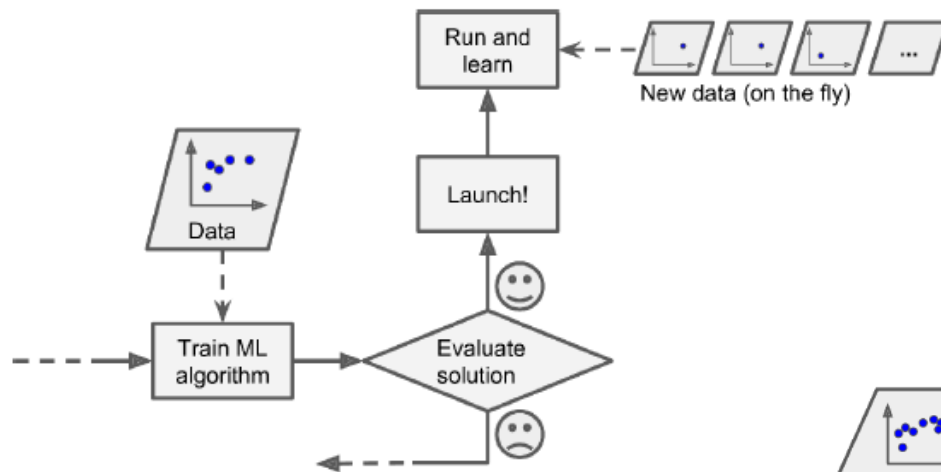 Run and
learn
...
New data (on the fly)
Launch!
Data
Train ML
algorithm
Evaluate
solution